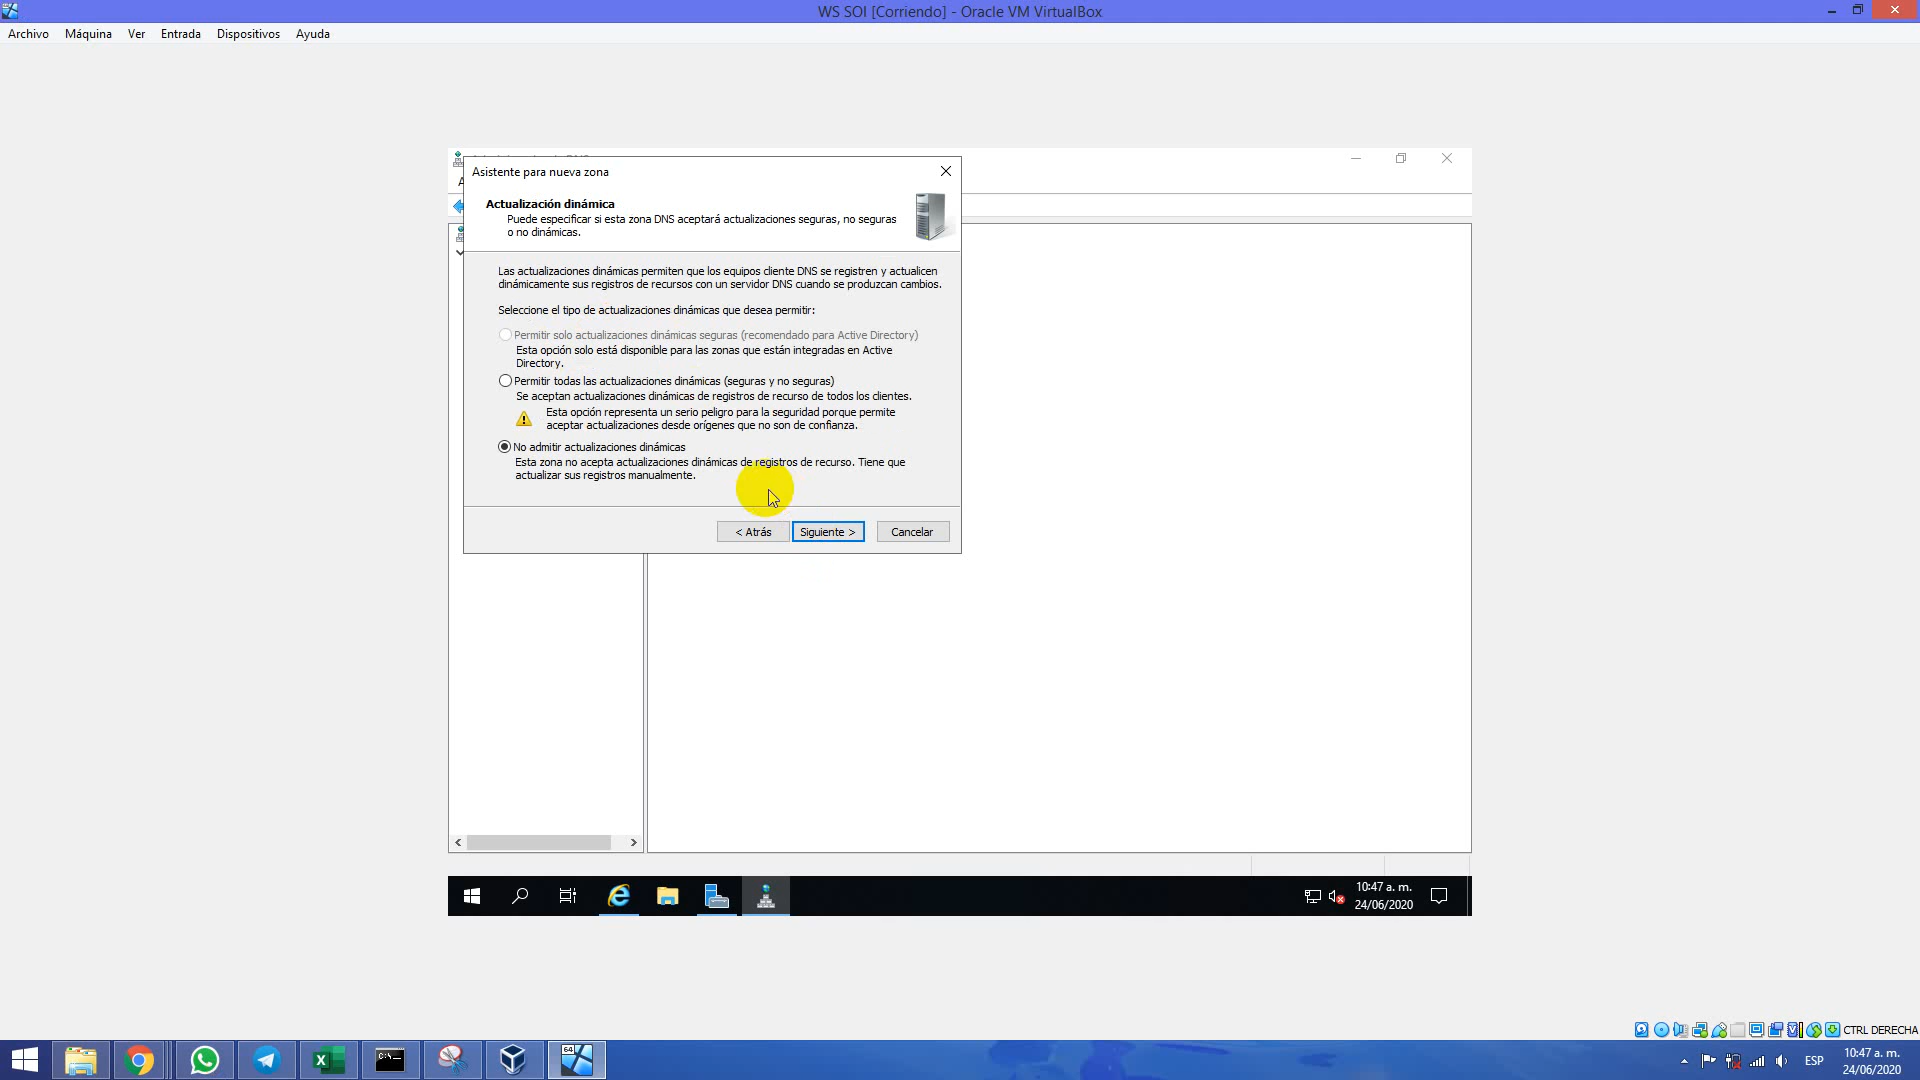 WS SOI [Corriendo] - Oracle VM VirtualBox
Archivo Máquina Ver Entrada Dispositivos Ayuda
Asistente para nueva zona
Actualización dinámica
Puede especificar si esta zona DNS aceptará actualizaciones seguras, no seguras
o no dinámicas.
Las actualizaciones dinámicas permiten que los equipos cliente DNS se registren y actualicen
dinámicamente sus registros de recursos con un servidor DNS cuando se produzcan cambios.
Seleccione el tipo de actualizaciones dinámicas que desea permitir:
Permitir solo actualizaciones dinámicas seguras (recomendado para Active Directory)
Esta opción solo está disponible para las zonas que están integradas en Active
Directory.
Permitir todas las actualizaciones dinámicas (seguras y no seguras)
Se aceptan actualizaciones dinámicas de registros de recurso de todos los clientes.
Esta opción representa un serio peligro para la seguridad porque permite
aceptar actualizaciones desde orígenes que no son de confianza.
No admitir actualizaciones dinámicas
Esta zona no acepta actualizaciones dinámicas de registros de recurso. Tiene que
actualizar sus registros manualmente.
< Atrás Siguiente > Cancelar
10:47 a. m.
24/06/2020
CTRL DERECHA
C:\
64
ESP
10:47 a. m.
24/06/2020